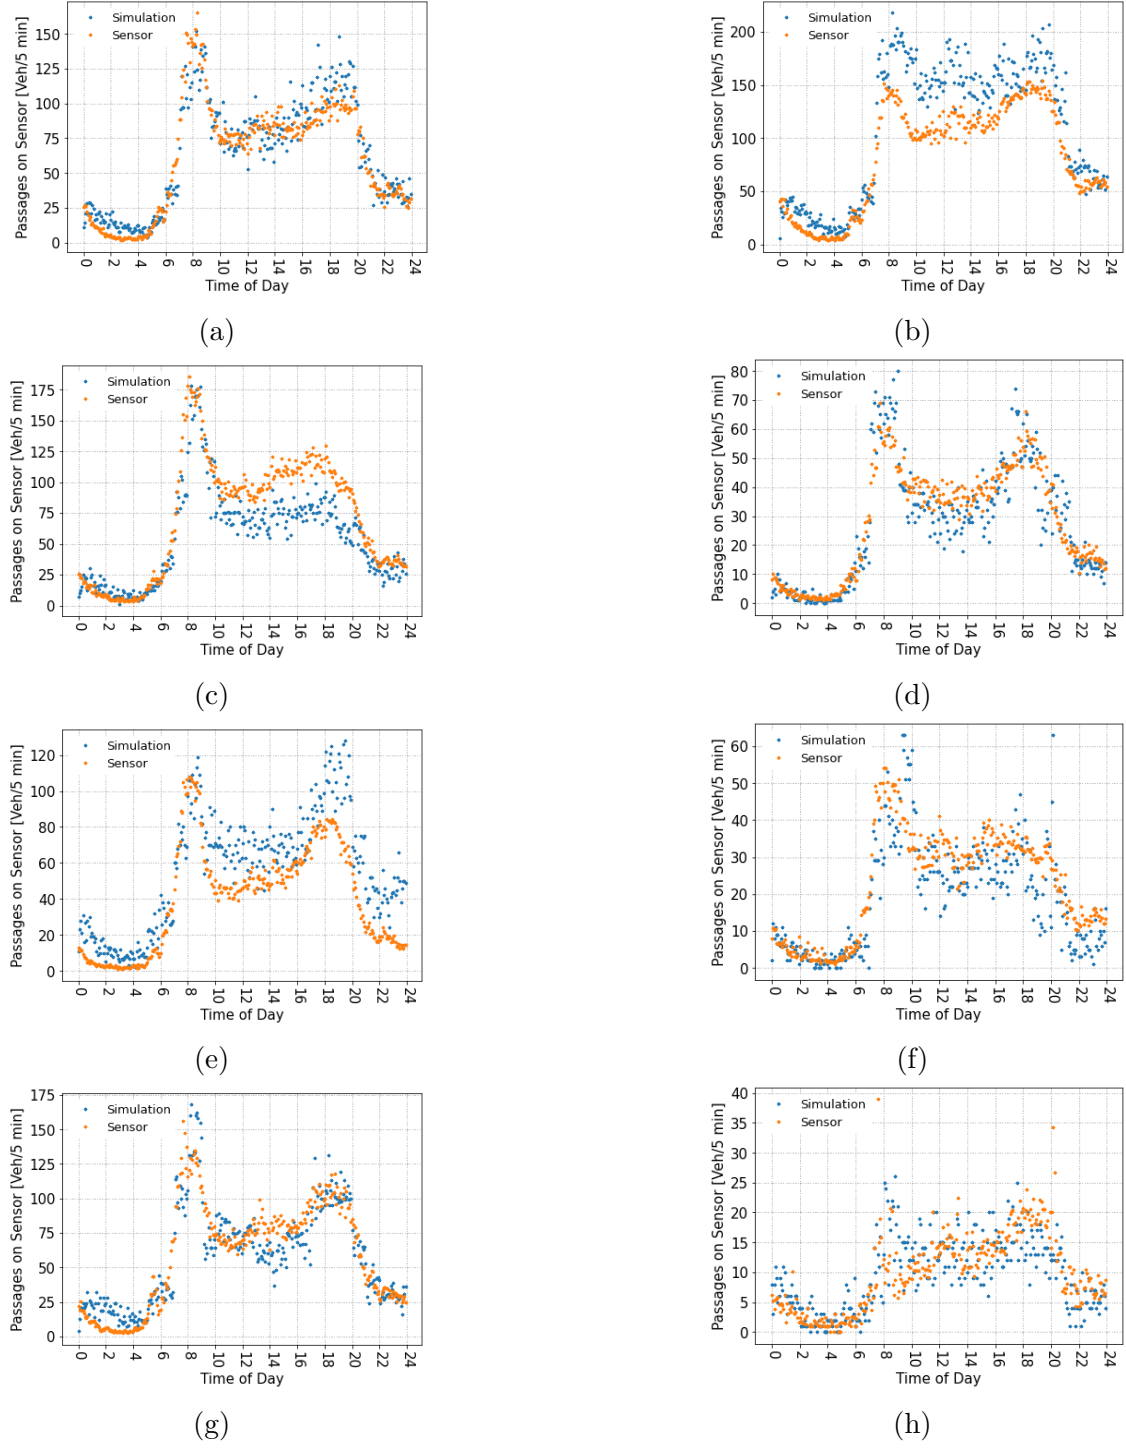 Simulation
Sensor
Passages on Sensor [Veh/5 min]
150
125
100
75
50
25
0
0 2 4 6 8 10 12 14 16 18 20 22 24
Time of Day
(a)
Simulation
Sensor
Passages on Sensor [Veh/5 min]
200
150
100
50
0
0 2 4 6 8 10 12 14 16 18 20 22 24
Time of Day
(b)
Simulation
Sensor
Passages on Sensor [Veh/5 min]
175
150
125
100
75
50
25
0
0 2 4 6 8 10 12 14 16 18 20 22 24
Time of Day
(c)
Simulation
Sensor
Passages on Sensor [Veh/5 min]
80
70
60
50
40
30
20
10
0
0 2 4 6 8 10 12 14 16 18 20 22 24
Time of Day
(d)
Simulation
Sensor
Passages on Sensor [Veh/5 min]
120
100
80
60
40
20
0
0 2 4 6 8 10 12 14 16 18 20 22 24
Time of Day
(e)
Simulation
Sensor
Passages on Sensor [Veh/5 min]
60
50
40
30
20
10
0
0 2 4 6 8 10 12 14 16 18 20 22 24
Time of Day
(f)
Simulation
Sensor
Passages on Sensor [Veh/5 min]
175
150
125
100
75
50
25
0
0 2 4 6 8 10 12 14 16 18 20 22 24
Time of Day
(g)
Simulation
Sensor
Passages on Sensor [Veh/5 min]
40
35
30
25
20
15
10
5
0
0 2 4 6 8 10 12 14 16 18 20 22 24
Time of Day
(h)